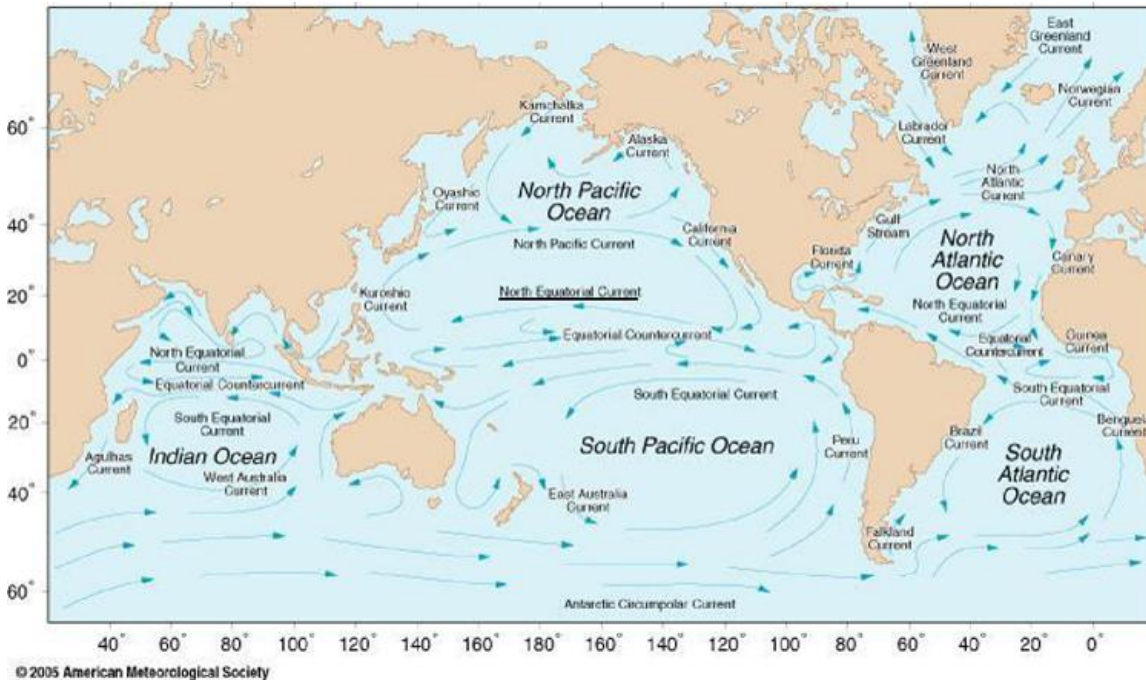 East
Greenland
Current
West
Greenland
Current
Norwegian
Current
Kamchatka
Current
60°
Labrador
Current
Alaska
Current
Oyashio
Current
North Pacific
Ocean
North
Atlantic
Current
40°
Gulf
Stream
California
Current
North Pacific Current
North
Atlantic
Ocean
Florida
Current
Canary
Current
20°
Kuroshio
Current
North Equatorial Current
North Equatorial
Current
Equatorial Countercurrent
Equatorial
Countercurrent
Guinea
Current
0°
North Equatorial
Current
Equatorial Countercurrent
South Equatorial Current
South Equatorial
Current
20°
South Equatorial
Current
Indian Ocean
South Pacific Ocean
Peru
Current
Brazil
Current
Benguela
Current
Agulhas
Current
West Australia
Current
South
Atlantic
Ocean
40°
East Australia
Current
Falkland
Current
60°
Antarctic Circumpolar Current
40° 60° 80° 100° 120° 140° 160° 180° 160° 140° 120° 100° 80° 60° 40° 20° 0°
© 2005 American Meteorological Society